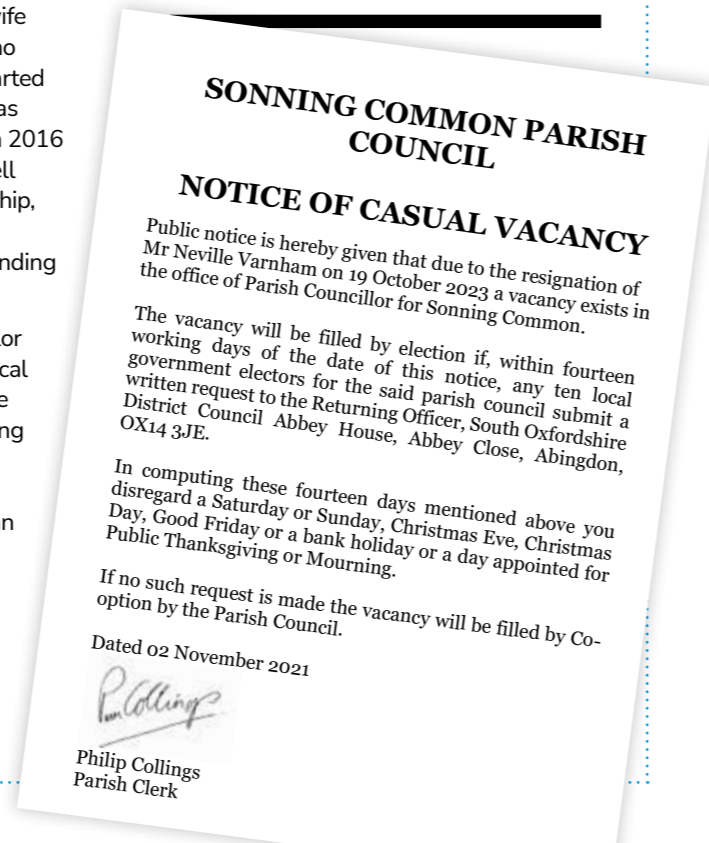 ife
no
arted
as
n 2016
ell
hip,
nding
or
cal
e
ng
n
SONNING COMMON PARISH
COUNCIL
NOTICE OF CASUAL VACANCY
Public notice is hereby given that due to the resignation of
Mr Neville Varnham on 19 October 2023 a vacancy exists in
the office of Parish Councillor for Sonning Common.
The vacancy will be filled by election if, within fourteen
working days of the date of this notice, any ten local
government electors for the said parish council submit a
written request to the Returning Officer, South Oxfordshire
District Council Abbey House, Abbey Close, Abingdon,
OX14 3JE.
In computing these fourteen days mentioned above you
disregard a Saturday or Sunday, Christmas Eve, Christmas
Day, Good Friday or a bank holiday or a day appointed for
Public Thanksgiving or Mourning.
If no such request is made the vacancy will be filled by Co-
option by the Parish Council.
Dated 02 November 2021
P Collings
Philip Collings
Parish Clerk